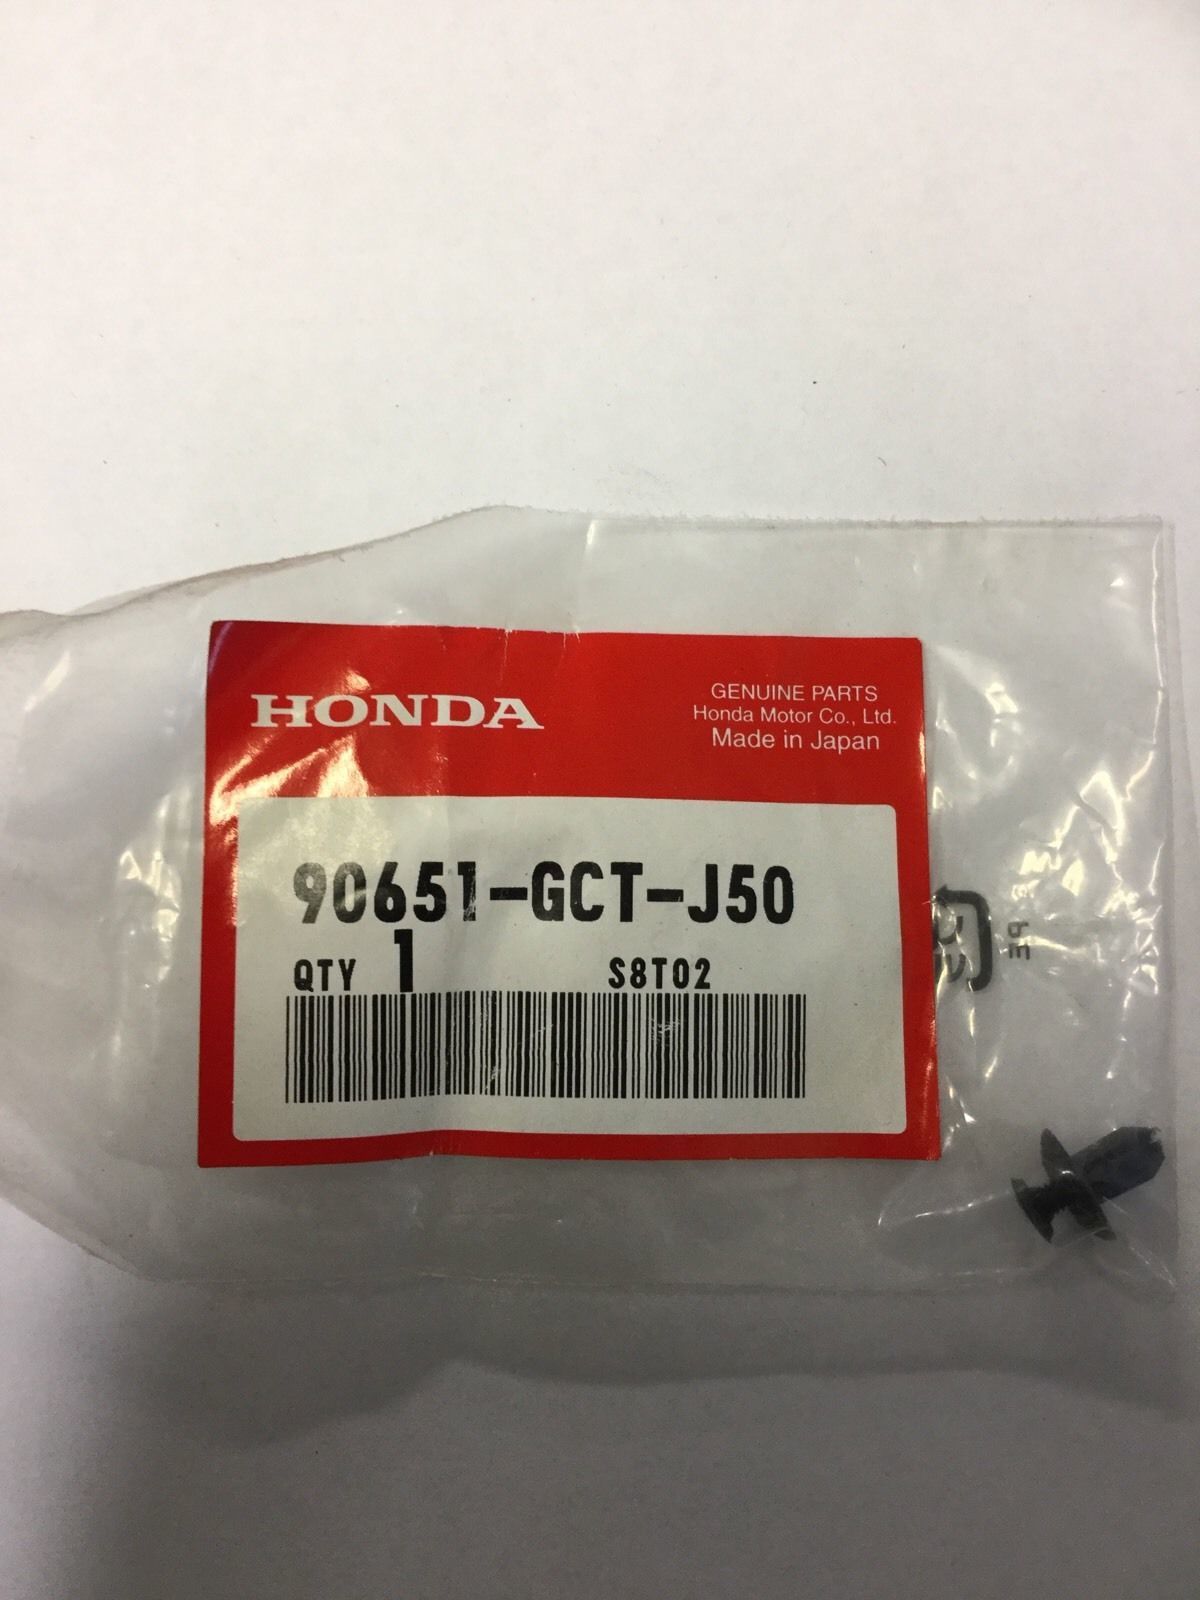 HONDA
GENUINE PARTS
Honda Motor Co., Ltd.
Made in Japan
90651-GCT-J50
QTY 1 S8T02